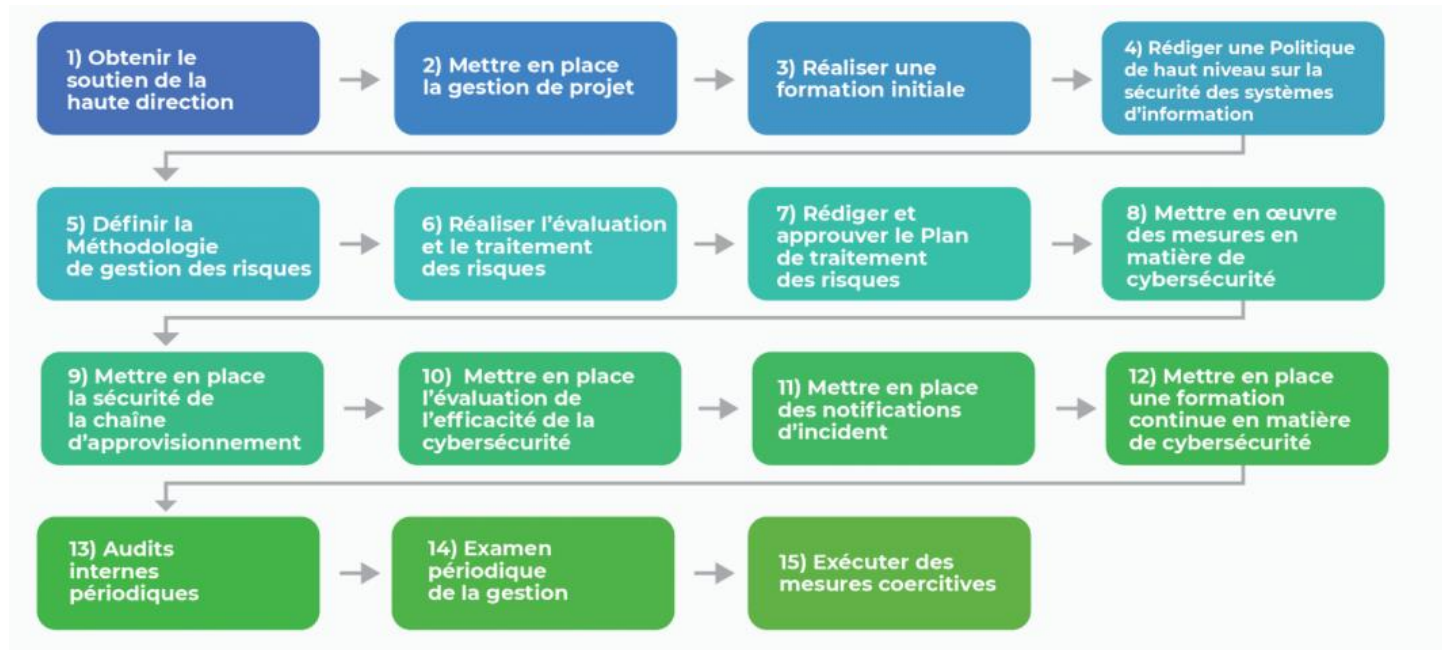 1) Obtenir le
soutien de la
haute direction
2) Mettre en place
la gestion de projet
3) Réaliser une
formation initiale
4) Rédiger une Politique
de haut niveau sur la
sécurité des systèmes
d'information
5) Définir la
Méthodologie
de gestion des risques
6) Réaliser l'évaluation
et le traitement
des risques
7) Rédiger et
approuver le Plan
de traitement
des risques
8) Mettre en œuvre
des mesures en
matière de
cybersécurité
9) Mettre en place
la sécurité de
la chaîne
d'approvisionnement
10) Mettre en place
l'évaluation de
l'efficacité de la
cybersécurité
11) Mettre en place
des notifications
d'incident
12) Mettre en place
une formation
continue en matière
de cybersécurité
13) Audits
internes
périodiques
14) Examen
périodique
de la gestion
15) Exécuter des
mesures coercitives